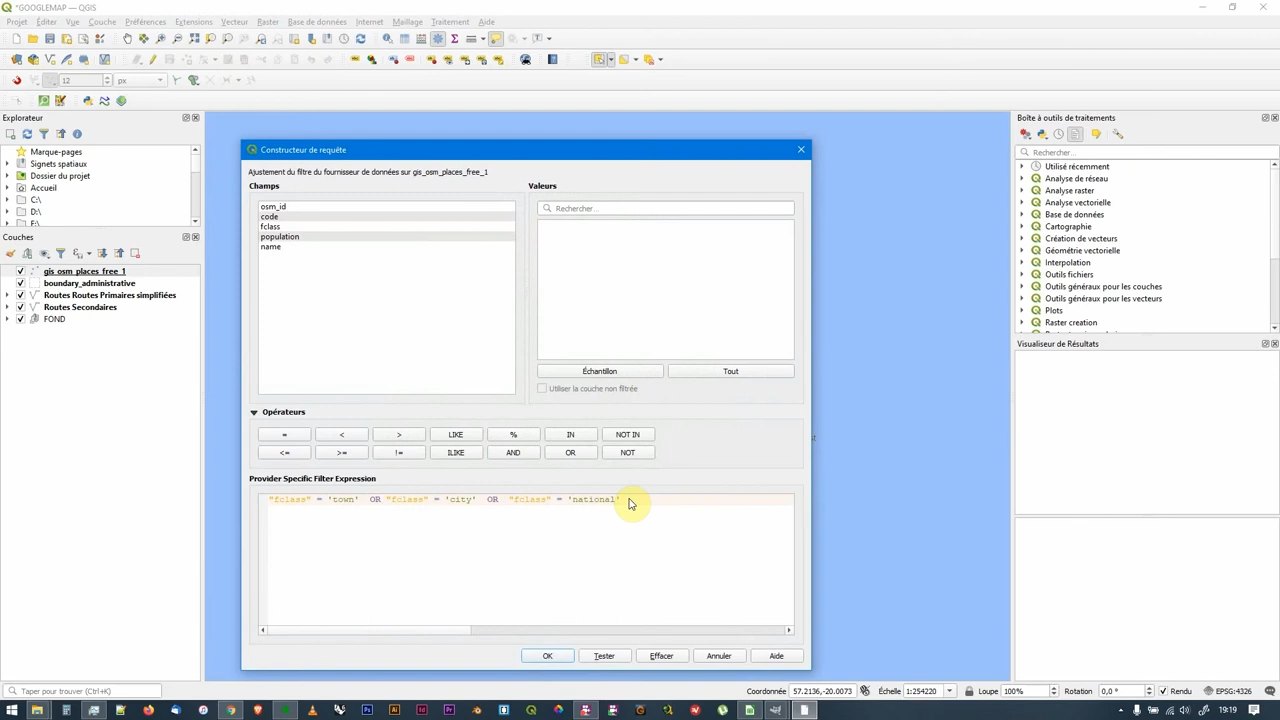 *GOOGLEMAP — QGIS
Projet Éditer Vue Couche Préférences Extensions Vecteur Raster Base de données Internet Maillage Traitement Aide
12 px
Explorateur
Marque-pages
Signets spatiaux
Dossier du projet
Accueil
C:\
D:\
Couches
gis_osm_places_free_1
boundary_administrative
Routes Routes Primaires simplifiées
Routes Secondaires
FOND
Constructeur de requête
Ajustement du filtre du fournisseur de données sur gis_osm_places_free_1
Champs
osm_id
code
fclass
population
name
Valeurs
Rechercher...
Échantillon Tout
Utiliser la couche non filtrée
Opérateurs
= < > LIKE % IN NOT IN
<= >= != ILIKE AND OR NOT
Provider Specific Filter Expression
"fclass" = 'town' OR "fclass" = 'city' OR "fclass" = 'national'
OK Tester Effacer Annuler Aide
Boîte à outils de traitements
Rechercher...
Utilisé récemment
Analyse de réseau
Analyse raster
Analyse vectorielle
Base de données
Cartographie
Création de vecteurs
Géométrie vectorielle
Interpolation
Outils fichiers
Outils généraux pour les couches
Outils généraux pour les vecteurs
Plots
Raster creation
Visualiseur de Résultats
Taper pour trouver (Ctrl+K)
Coordonnée 57.2136,-20.0073 Échelle 1:254220 Loupe 100% Rotation 0,0 ° Rendu EPSG:4326
19:19